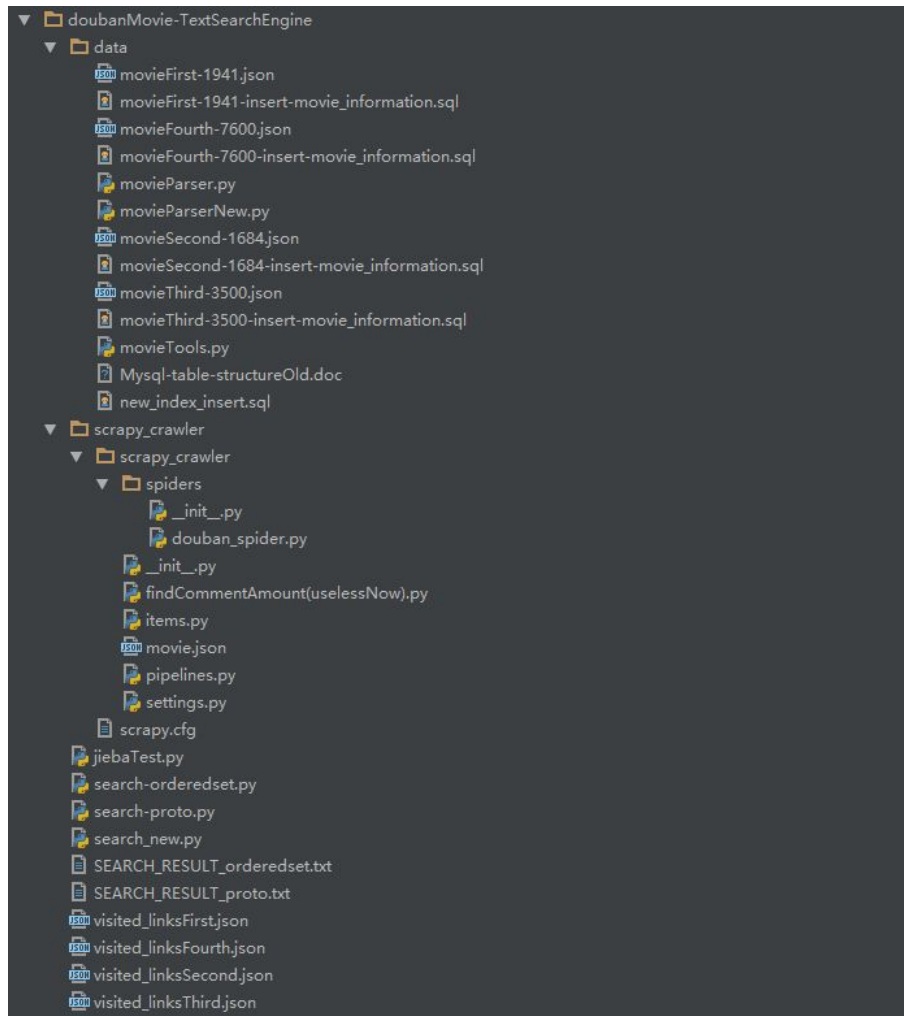 doubanMovie-TextSearchEngine
data
movieFirst-1941.json
movieFirst-1941-insert-movie_information.sql
movieFourth-7600.json
movieFourth-7600-insert-movie_information.sql
movieParser.py
movieParserNew.py
movieSecond-1684.json
movieSecond-1684-insert-movie_information.sql
movieThird-3500.json
movieThird-3500-insert-movie_information.sql
movieTools.py
Mysql-table-structureOld.doc
new_index_insert.sql
scrapy_crawler
scrapy_crawler
spiders
__init__.py
douban_spider.py
__init__.py
findCommentAmount(uselessNow).py
items.py
movie.json
pipelines.py
settings.py
scrapy.cfg
jiebaTest.py
search-orderedset.py
search-proto.py
search_new.py
SEARCH_RESULT_orderedset.txt
SEARCH_RESULT_proto.txt
visited_linksFirst.json
visited_linksFourth.json
visited_linksSecond.json
visited_linksThird.json